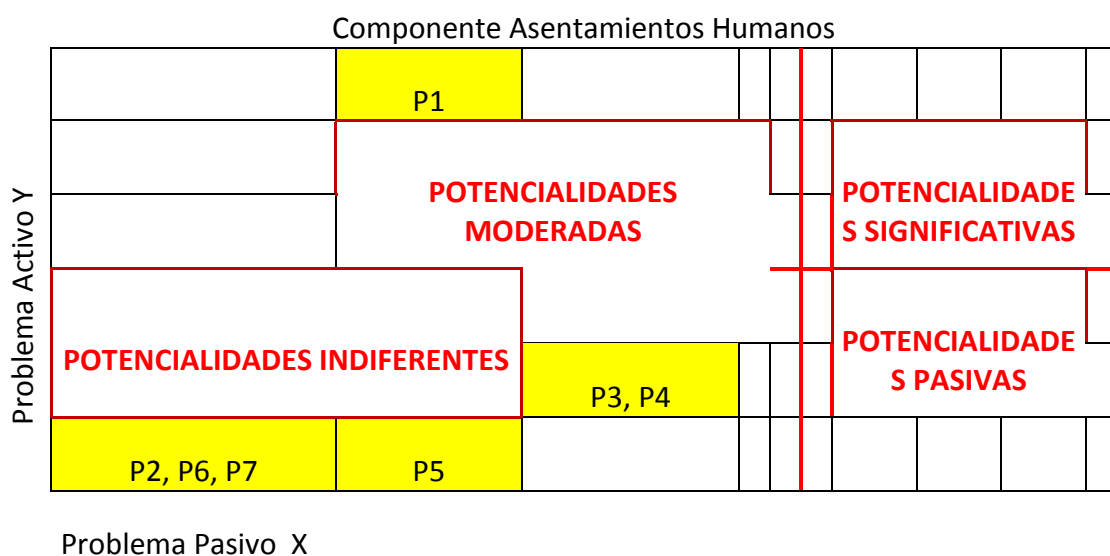 Componente Asentamientos Humanos
P1
POTENCIALIDADES
MODERADAS
POTENCIALIDADE
S SIGNIFICATIVAS
Problema Activo Y
POTENCIALIDADES INDIFERENTES
POTENCIALIDADE
S PASIVAS
P3, P4
P2, P6, P7
P5
Problema Pasivo  X